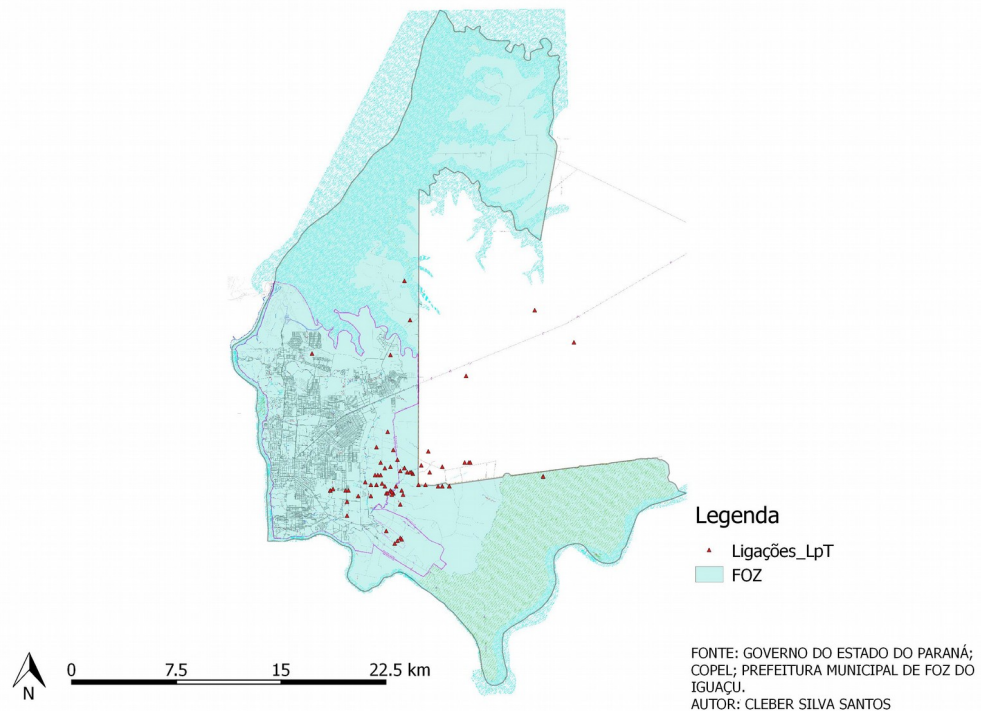 Legenda
Ligações_LpT
FOZ
N
0 7.5 15 22.5 km
FONTE: GOVERNO DO ESTADO DO PARANÁ;
COPEL; PREFEITURA MUNICIPAL DE FOZ DO
IGUAÇU.
AUTOR: CLEBER SILVA SANTOS